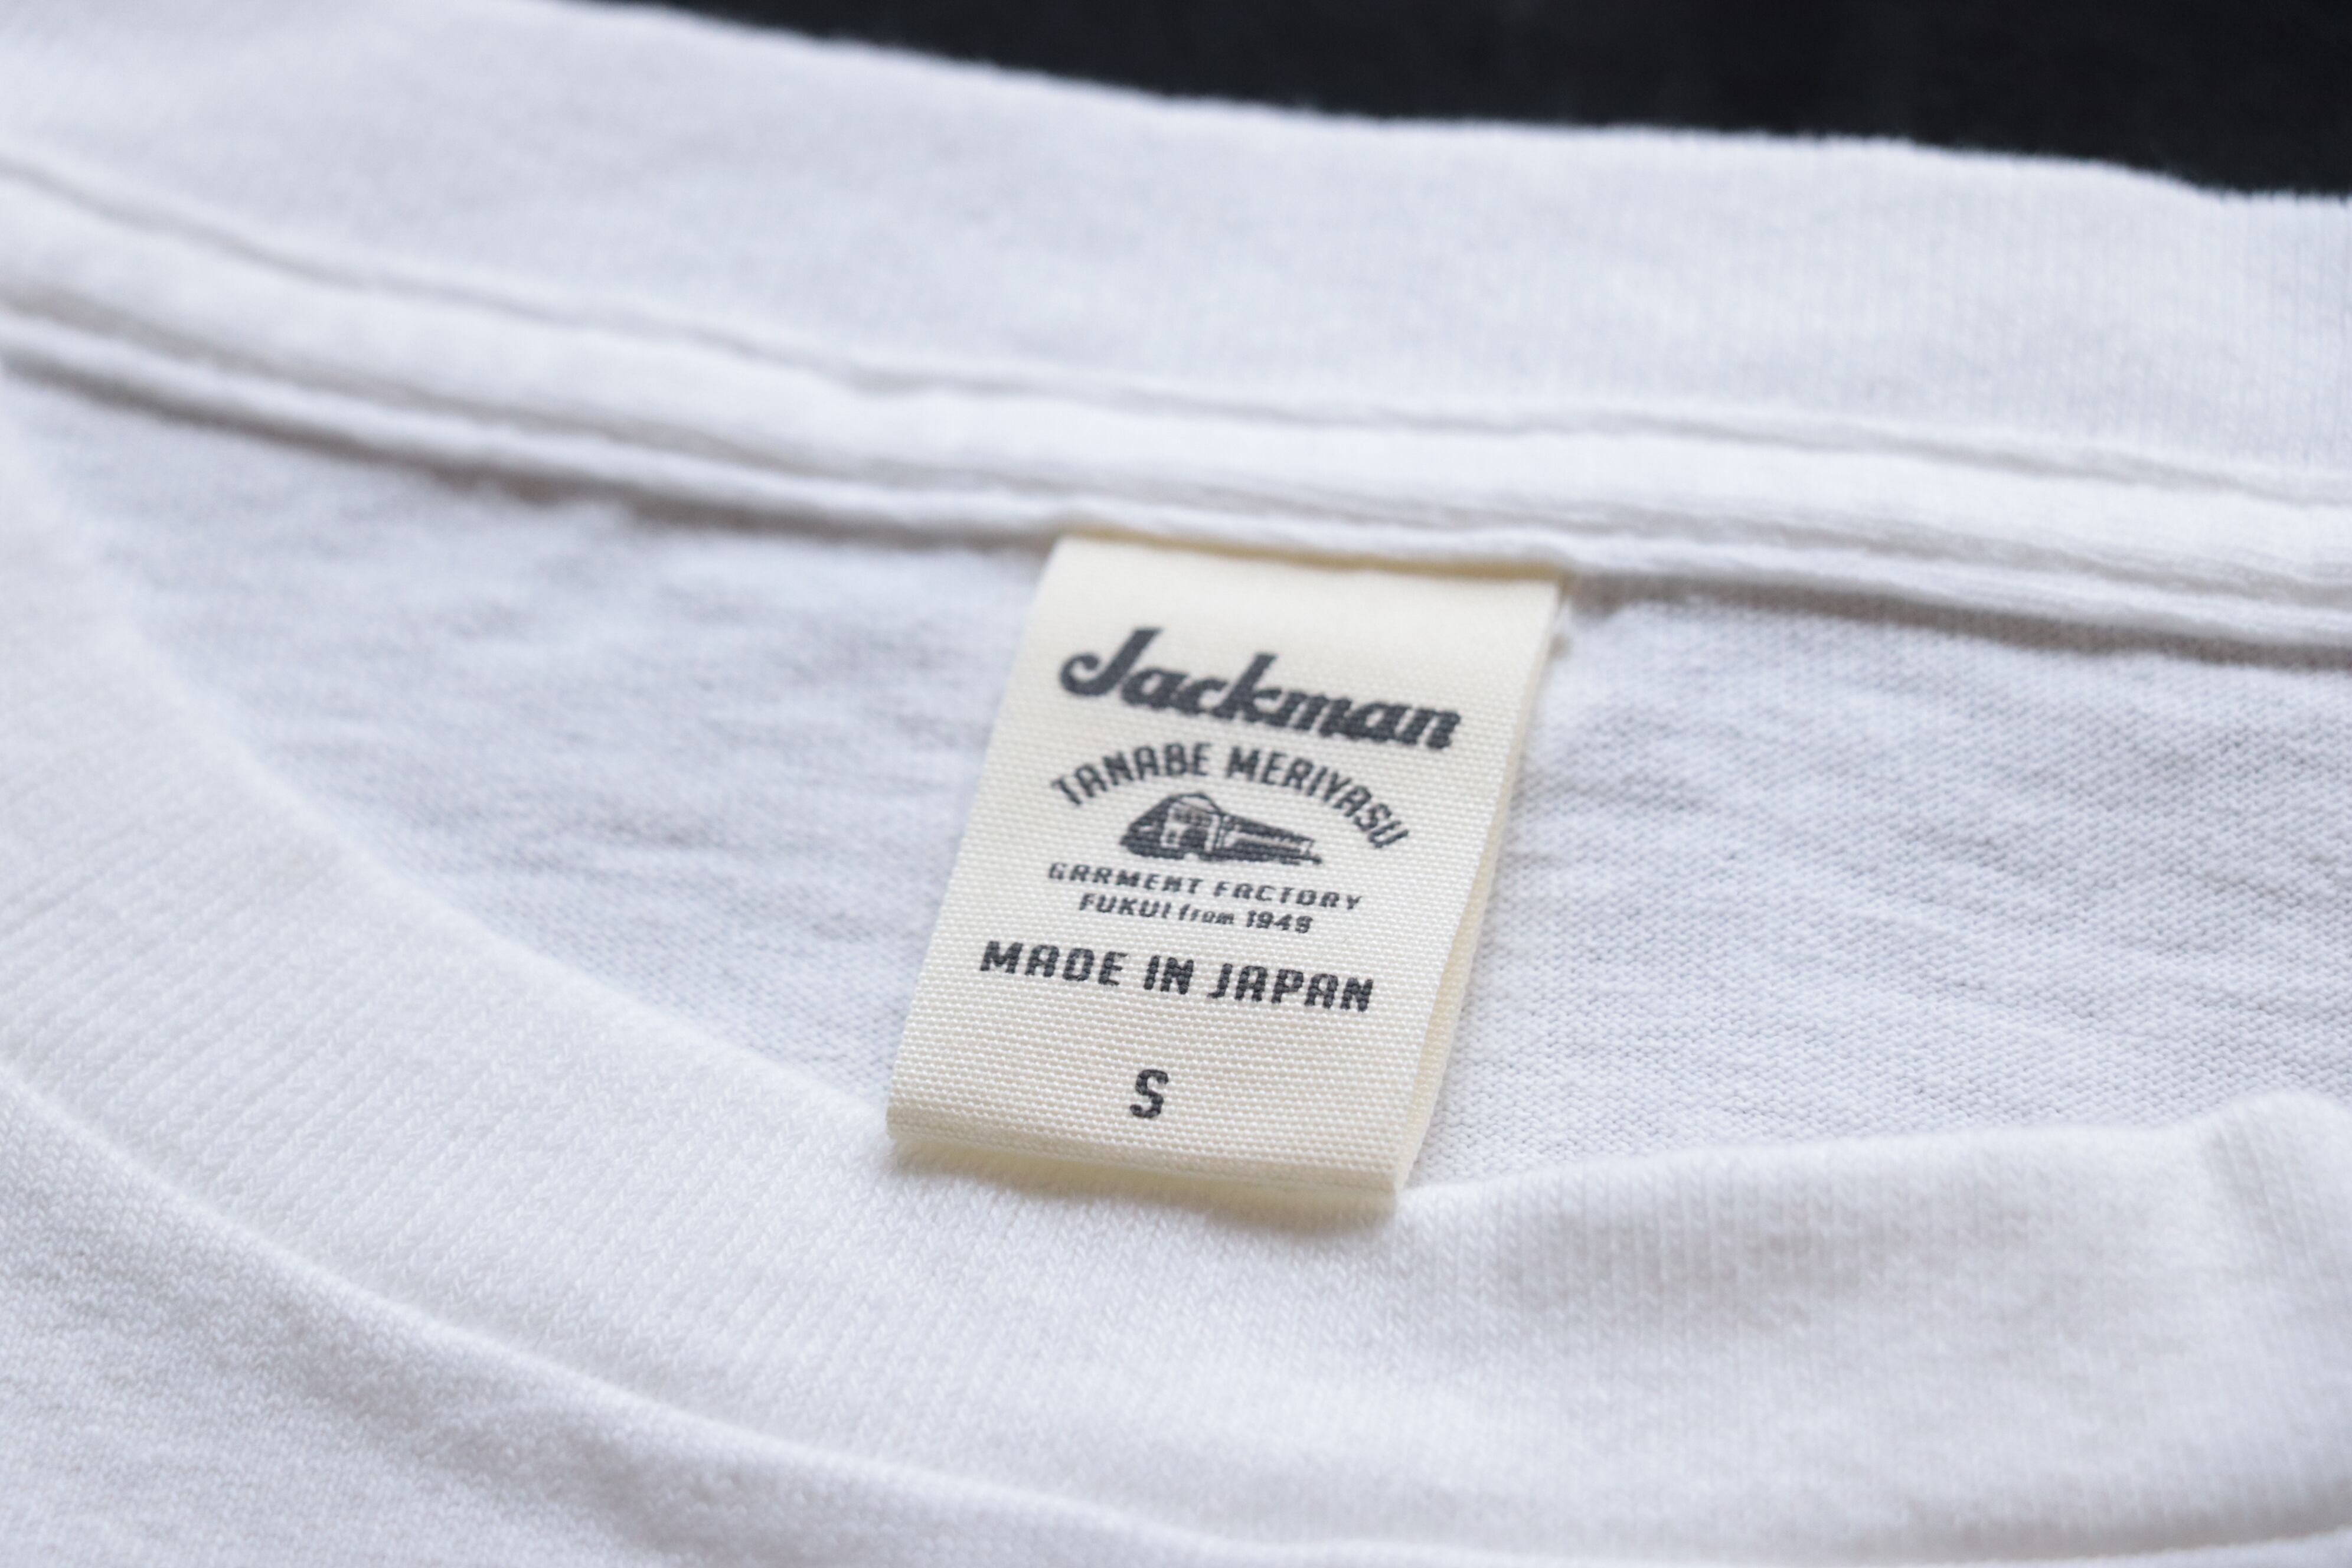 Jackman
TANABE MERIYASU
GARMENT FACTORY
FUKUI from 1949
MADE IN JAPAN
S